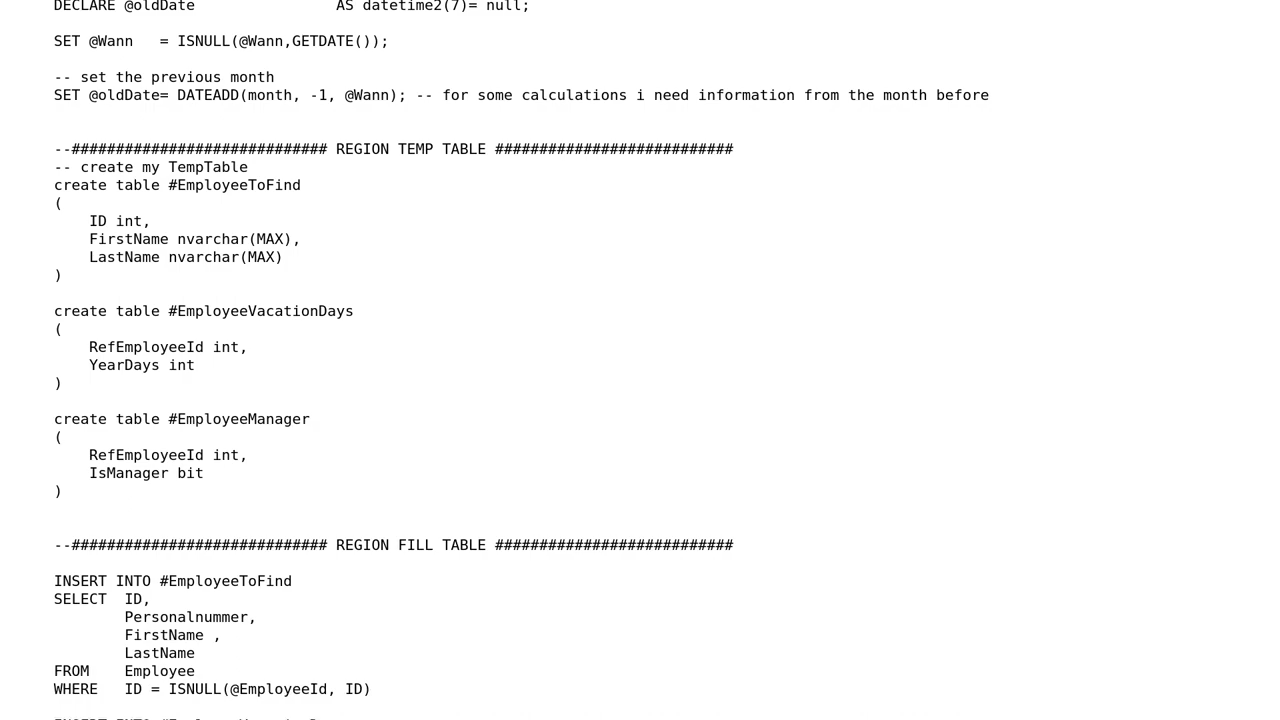 DECLARE @oldDate                AS datetime2(7)= null;
SET @Wann   = ISNULL(@Wann,GETDATE());
-- set the previous month
SET @oldDate= DATEADD(month, -1, @Wann); -- for some calculations i need information from the month before
--############################# REGION TEMP TABLE ###########################
-- create my TempTable
create table #EmployeeToFind
(
    ID int,
    FirstName nvarchar(MAX),
    LastName nvarchar(MAX)
)
create table #EmployeeVacationDays
(
    RefEmployeeId int,
    YearDays int
)
create table #EmployeeManager
(
    RefEmployeeId int,
    IsManager bit
)
--############################# REGION FILL TABLE ###########################
INSERT INTO #EmployeeToFind
SELECT  ID,
        Personalnummer,
        FirstName ,
        LastName
FROM    Employee
WHERE   ID = ISNULL(@EmployeeId, ID)